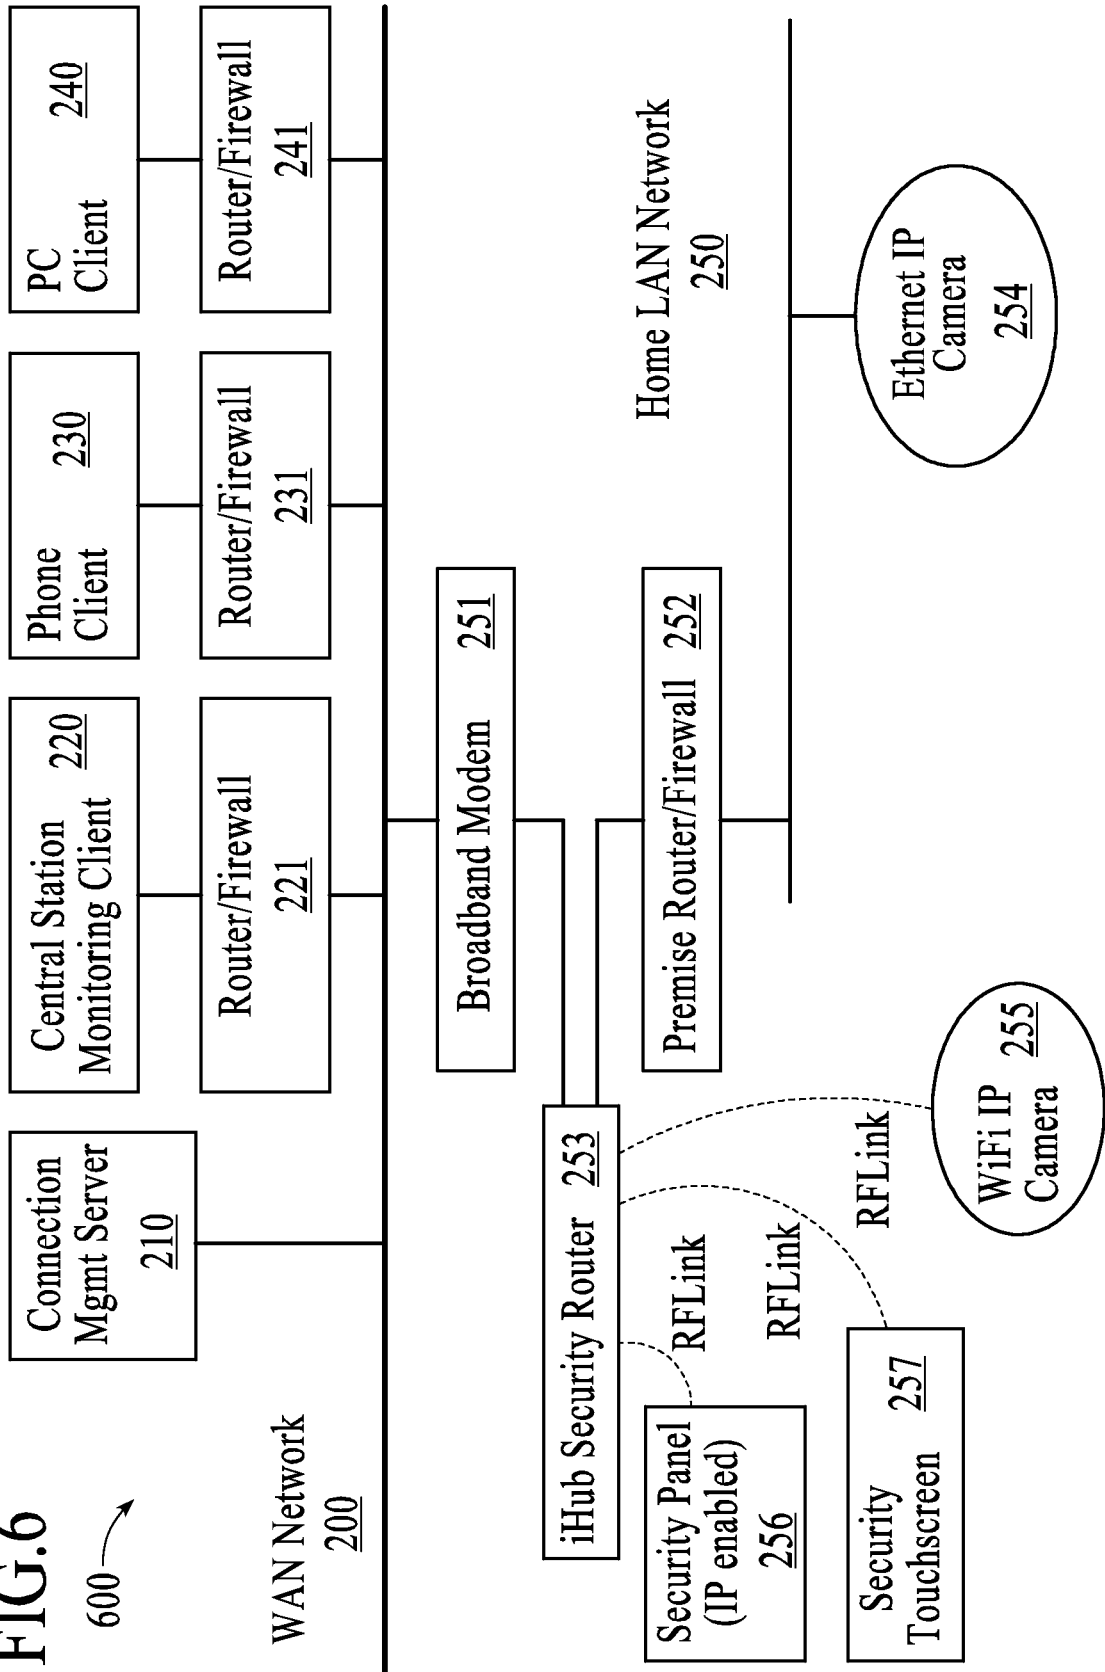 FIG.6
600
Connection
Mgmt Server
210
Central Station
Monitoring Client 220
Phone
Client 230
PC
Client 240
Router/Firewall
221
Router/Firewall
231
Router/Firewall
241
WAN Network
200
Broadband Modem 251
iHub Security Router 253
Premise Router/Firewall 252
Home LAN Network
250
RFLink
RFLink
RFLink
Security Panel
(IP enabled)
256
Security
Touchscreen 257
WiFi IP
Camera 255
Ethernet IP
Camera
254